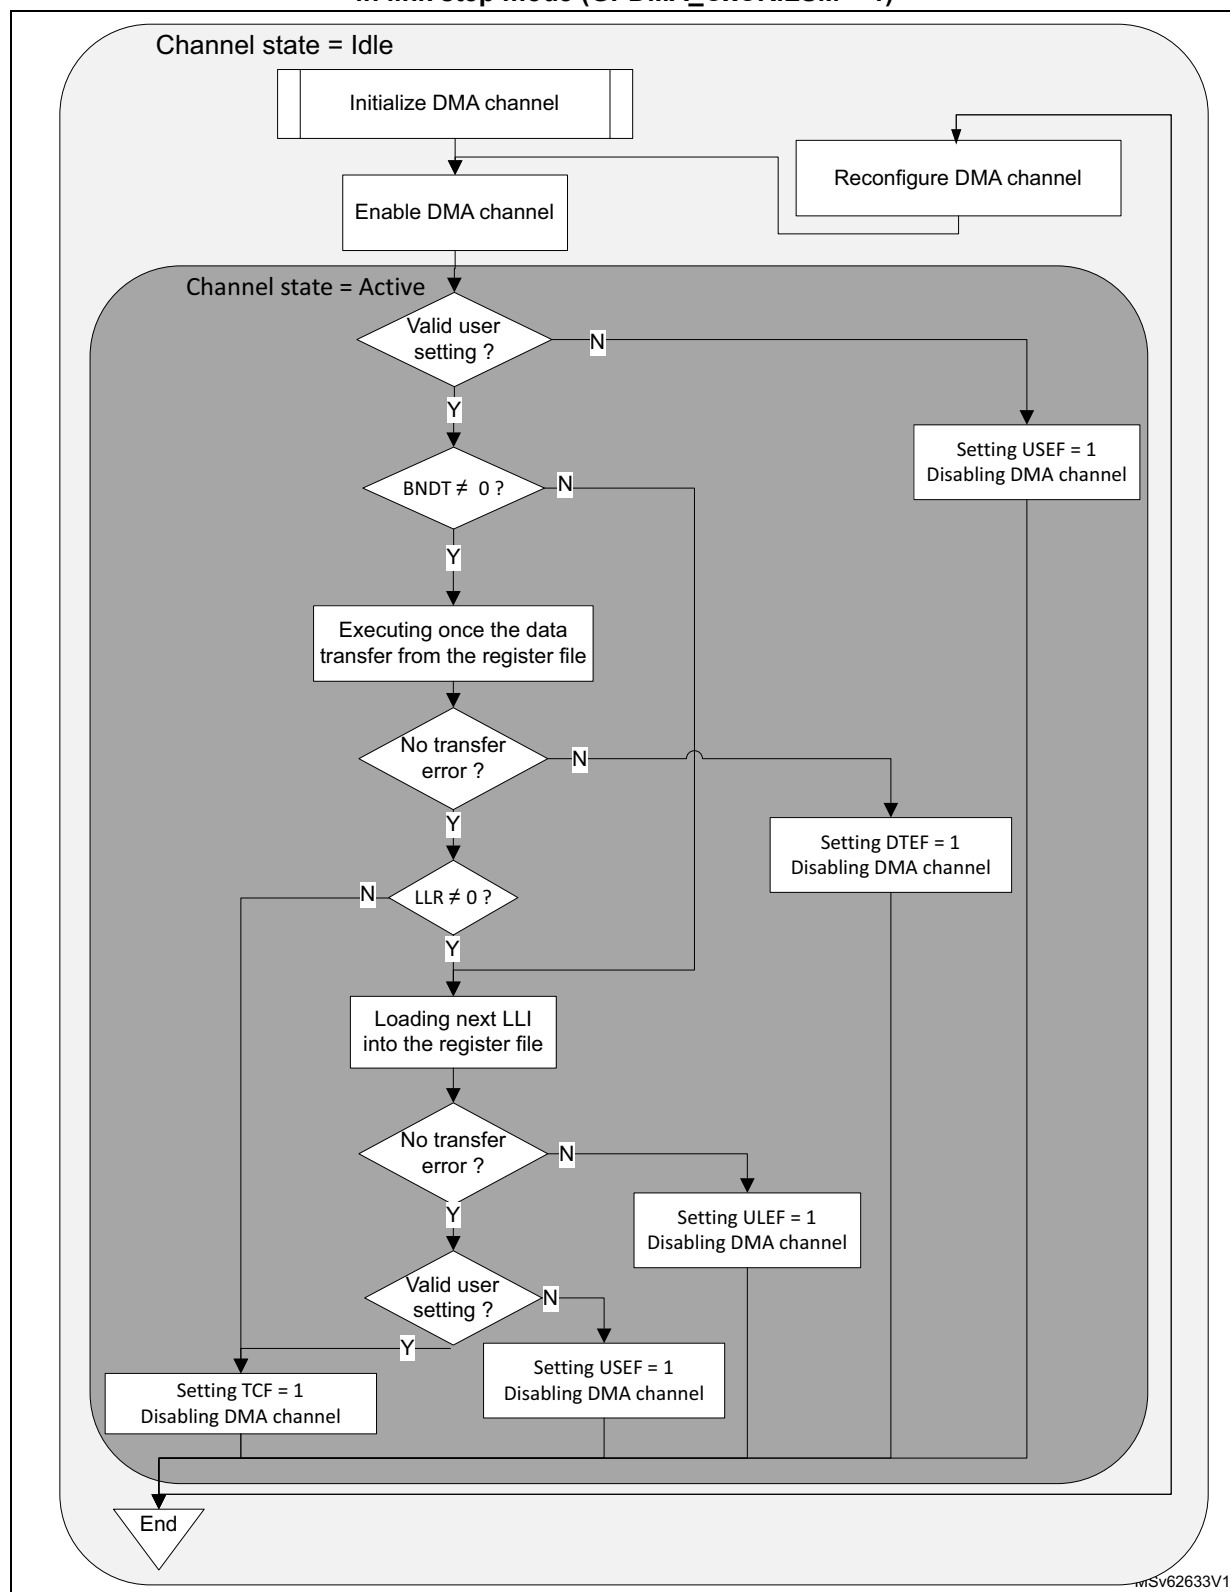 Channel state = Idle
Initialize DMA channel
Reconfigure DMA channel
Enable DMA channel
Channel state = Active
Valid user
setting ?
N
Y
Setting USEF = 1
Disabling DMA channel
BNDT ≠ 0 ?
N
Y
Executing once the data
transfer from the register file
No transfer
error ?
N
Y
Setting DTEF = 1
Disabling DMA channel
LLR ≠ 0 ?
N
Y
Loading next LLI
into the register file
No transfer
error ?
N
Y
Setting ULEF = 1
Disabling DMA channel
Valid user
setting ?
N
Y
Setting USEF = 1
Disabling DMA channel
Setting TCF = 1
Disabling DMA channel
End
MSv62633V1